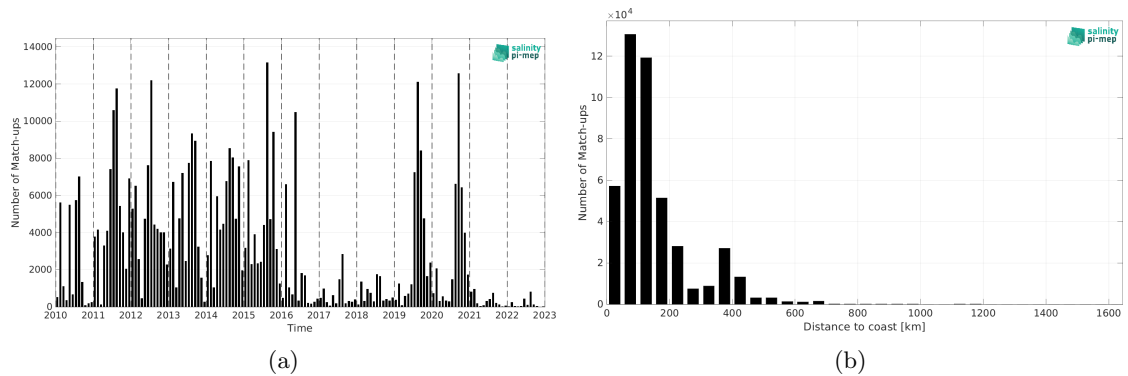 14000
12000
10000
8000
6000
4000
2000
0
Number of Match-ups
2010 2011 2012 2013 2014 2015 2016 2017 2018 2019 2020 2021 2022 2023
Time
salinity
pi-mep
(a)
×10⁴
12
10
8
6
4
2
0
Number of Match-ups
0 200 400 600 800 1000 1200 1400 1600
Distance to coast [km]
salinity
pi-mep
(b)